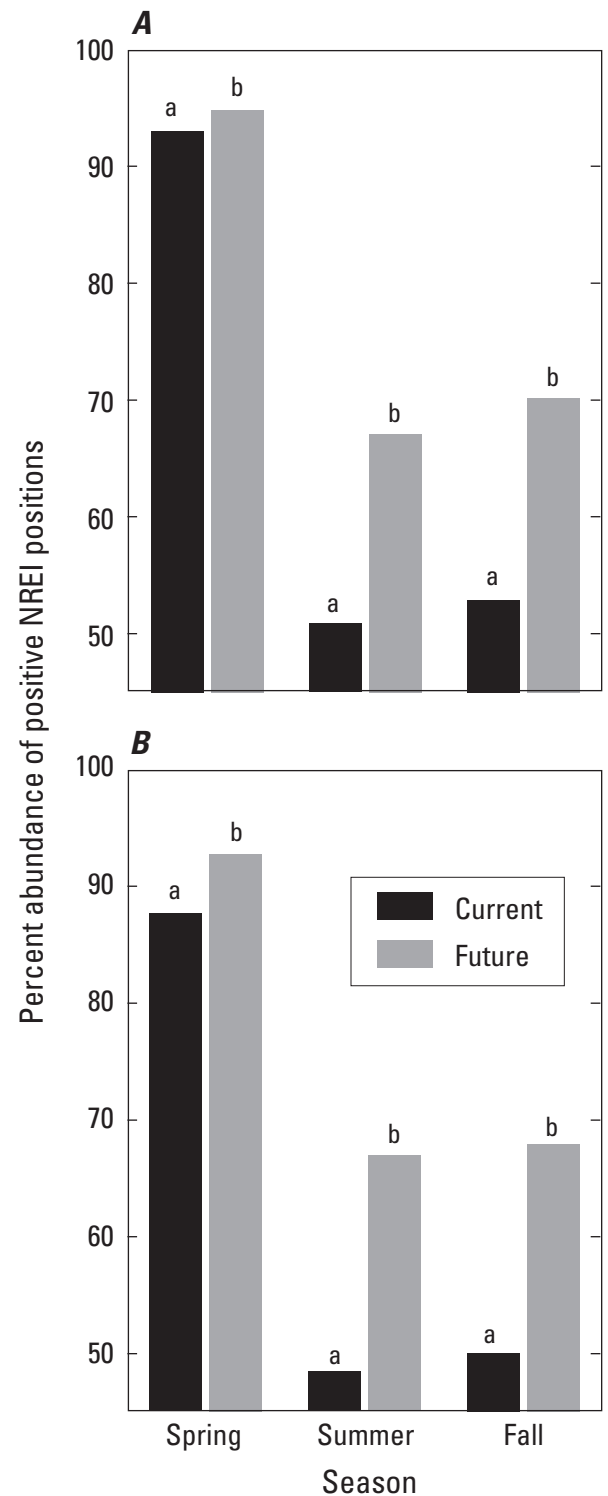 A
100
90
80
70
60
50
a
b
a
b
a
b
Percent abundance of positive NREI positions
B
100
90
80
70
60
50
a
b
a
b
a
b
Current
Future
Spring
Summer
Fall
Season